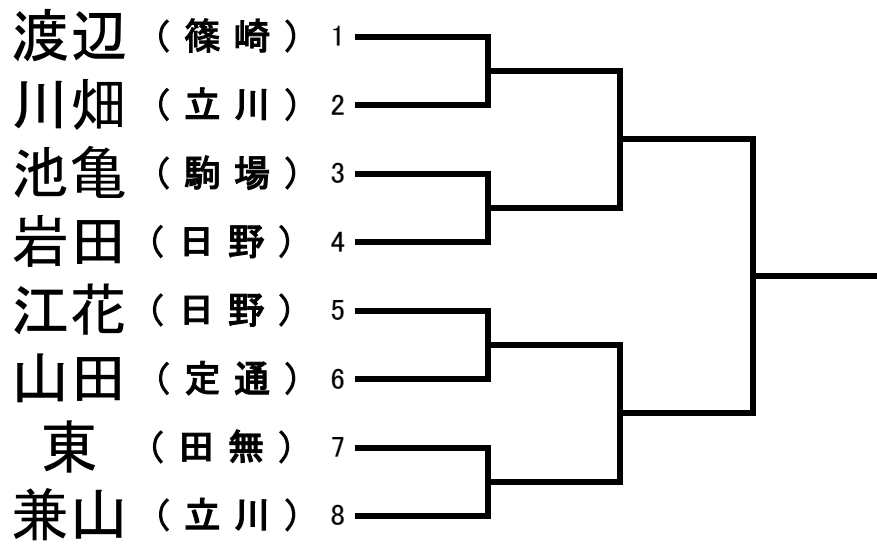 渡辺 （篠崎） 1
川畑 （立川） 2
池亀 （駒場） 3
岩田 （日野） 4
江花 （日野） 5
山田 （定通） 6
東 （田無） 7
兼山 （立川） 8